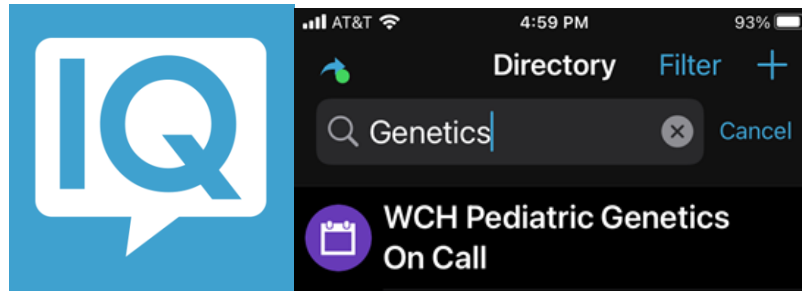 IQ
AT&T 4:59 PM 93%
Directory Filter +
Genetics Cancel
WCH Pediatric Genetics
On Call